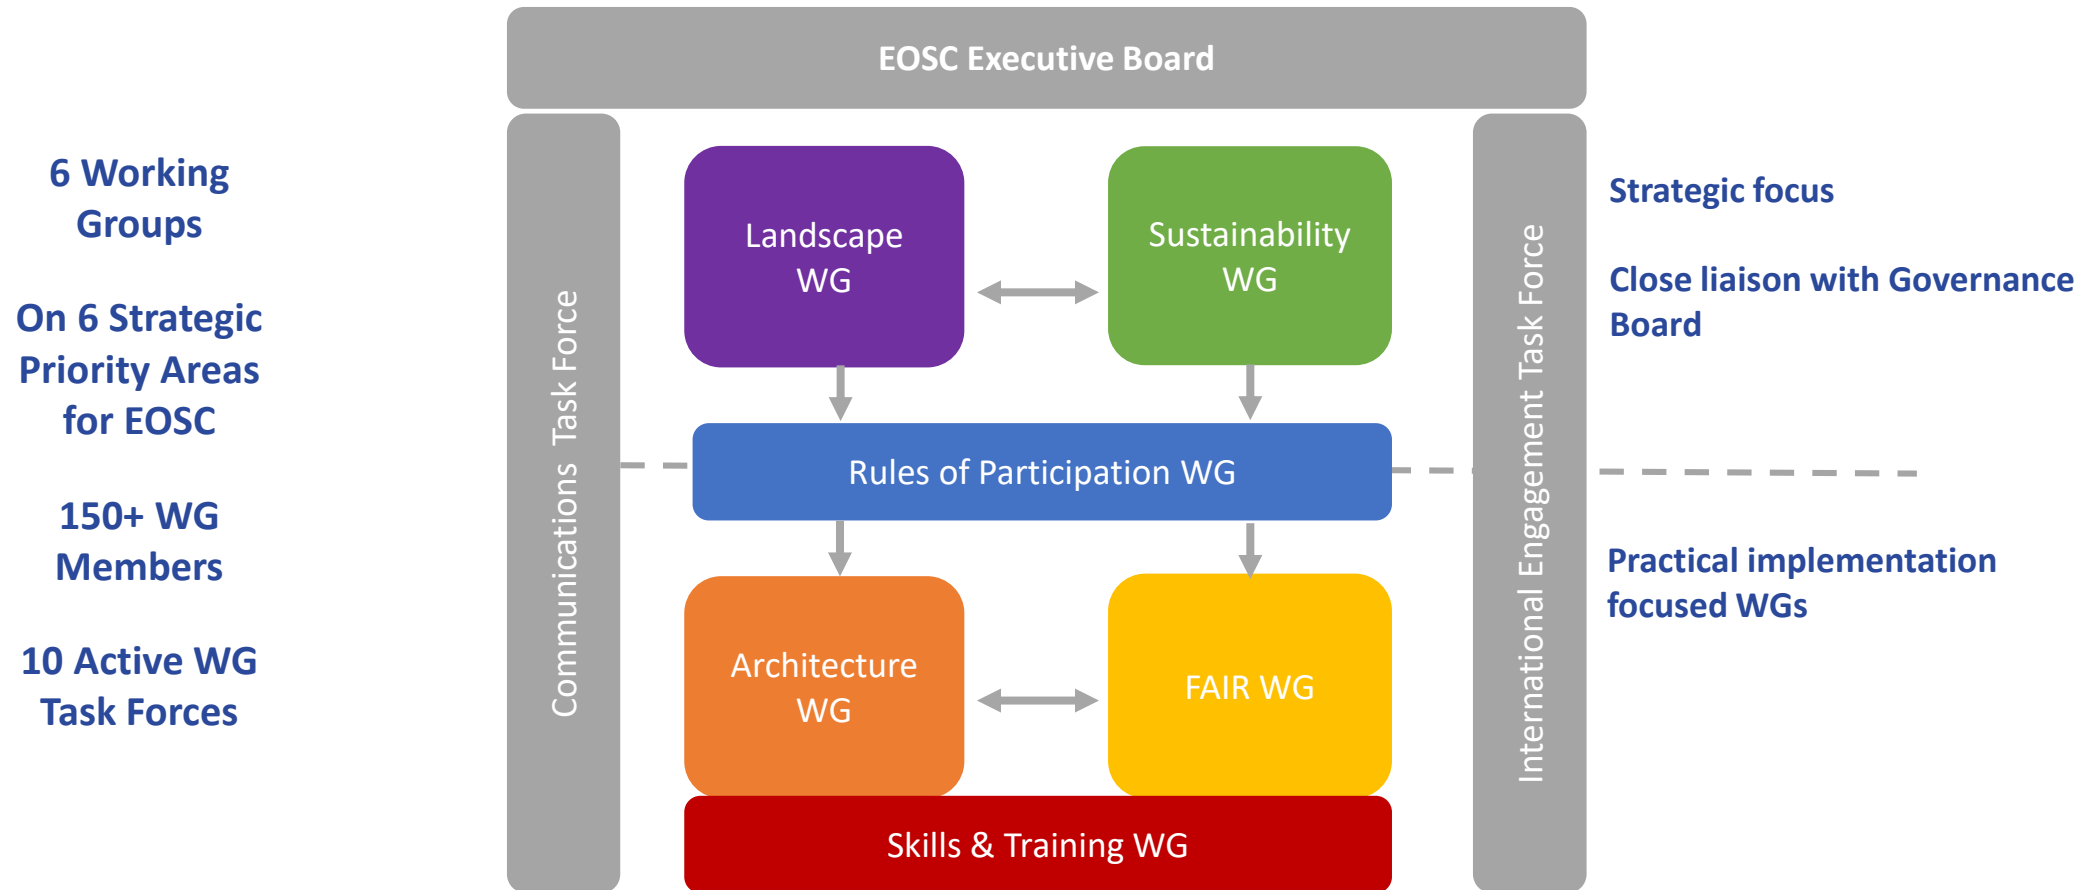 EOSC Executive Board
6 Working
Groups
On 6 Strategic
Priority Areas
for EOSC
150+ WG
Members
10 Active WG
Task Forces
Communications Task Force
Landscape
WG
Sustainability
WG
Rules of Participation WG
Architecture
WG
FAIR WG
Skills & Training WG
International Engagement Task Force
Strategic focus
Close liaison with Governance
Board
Practical implementation
focused WGs